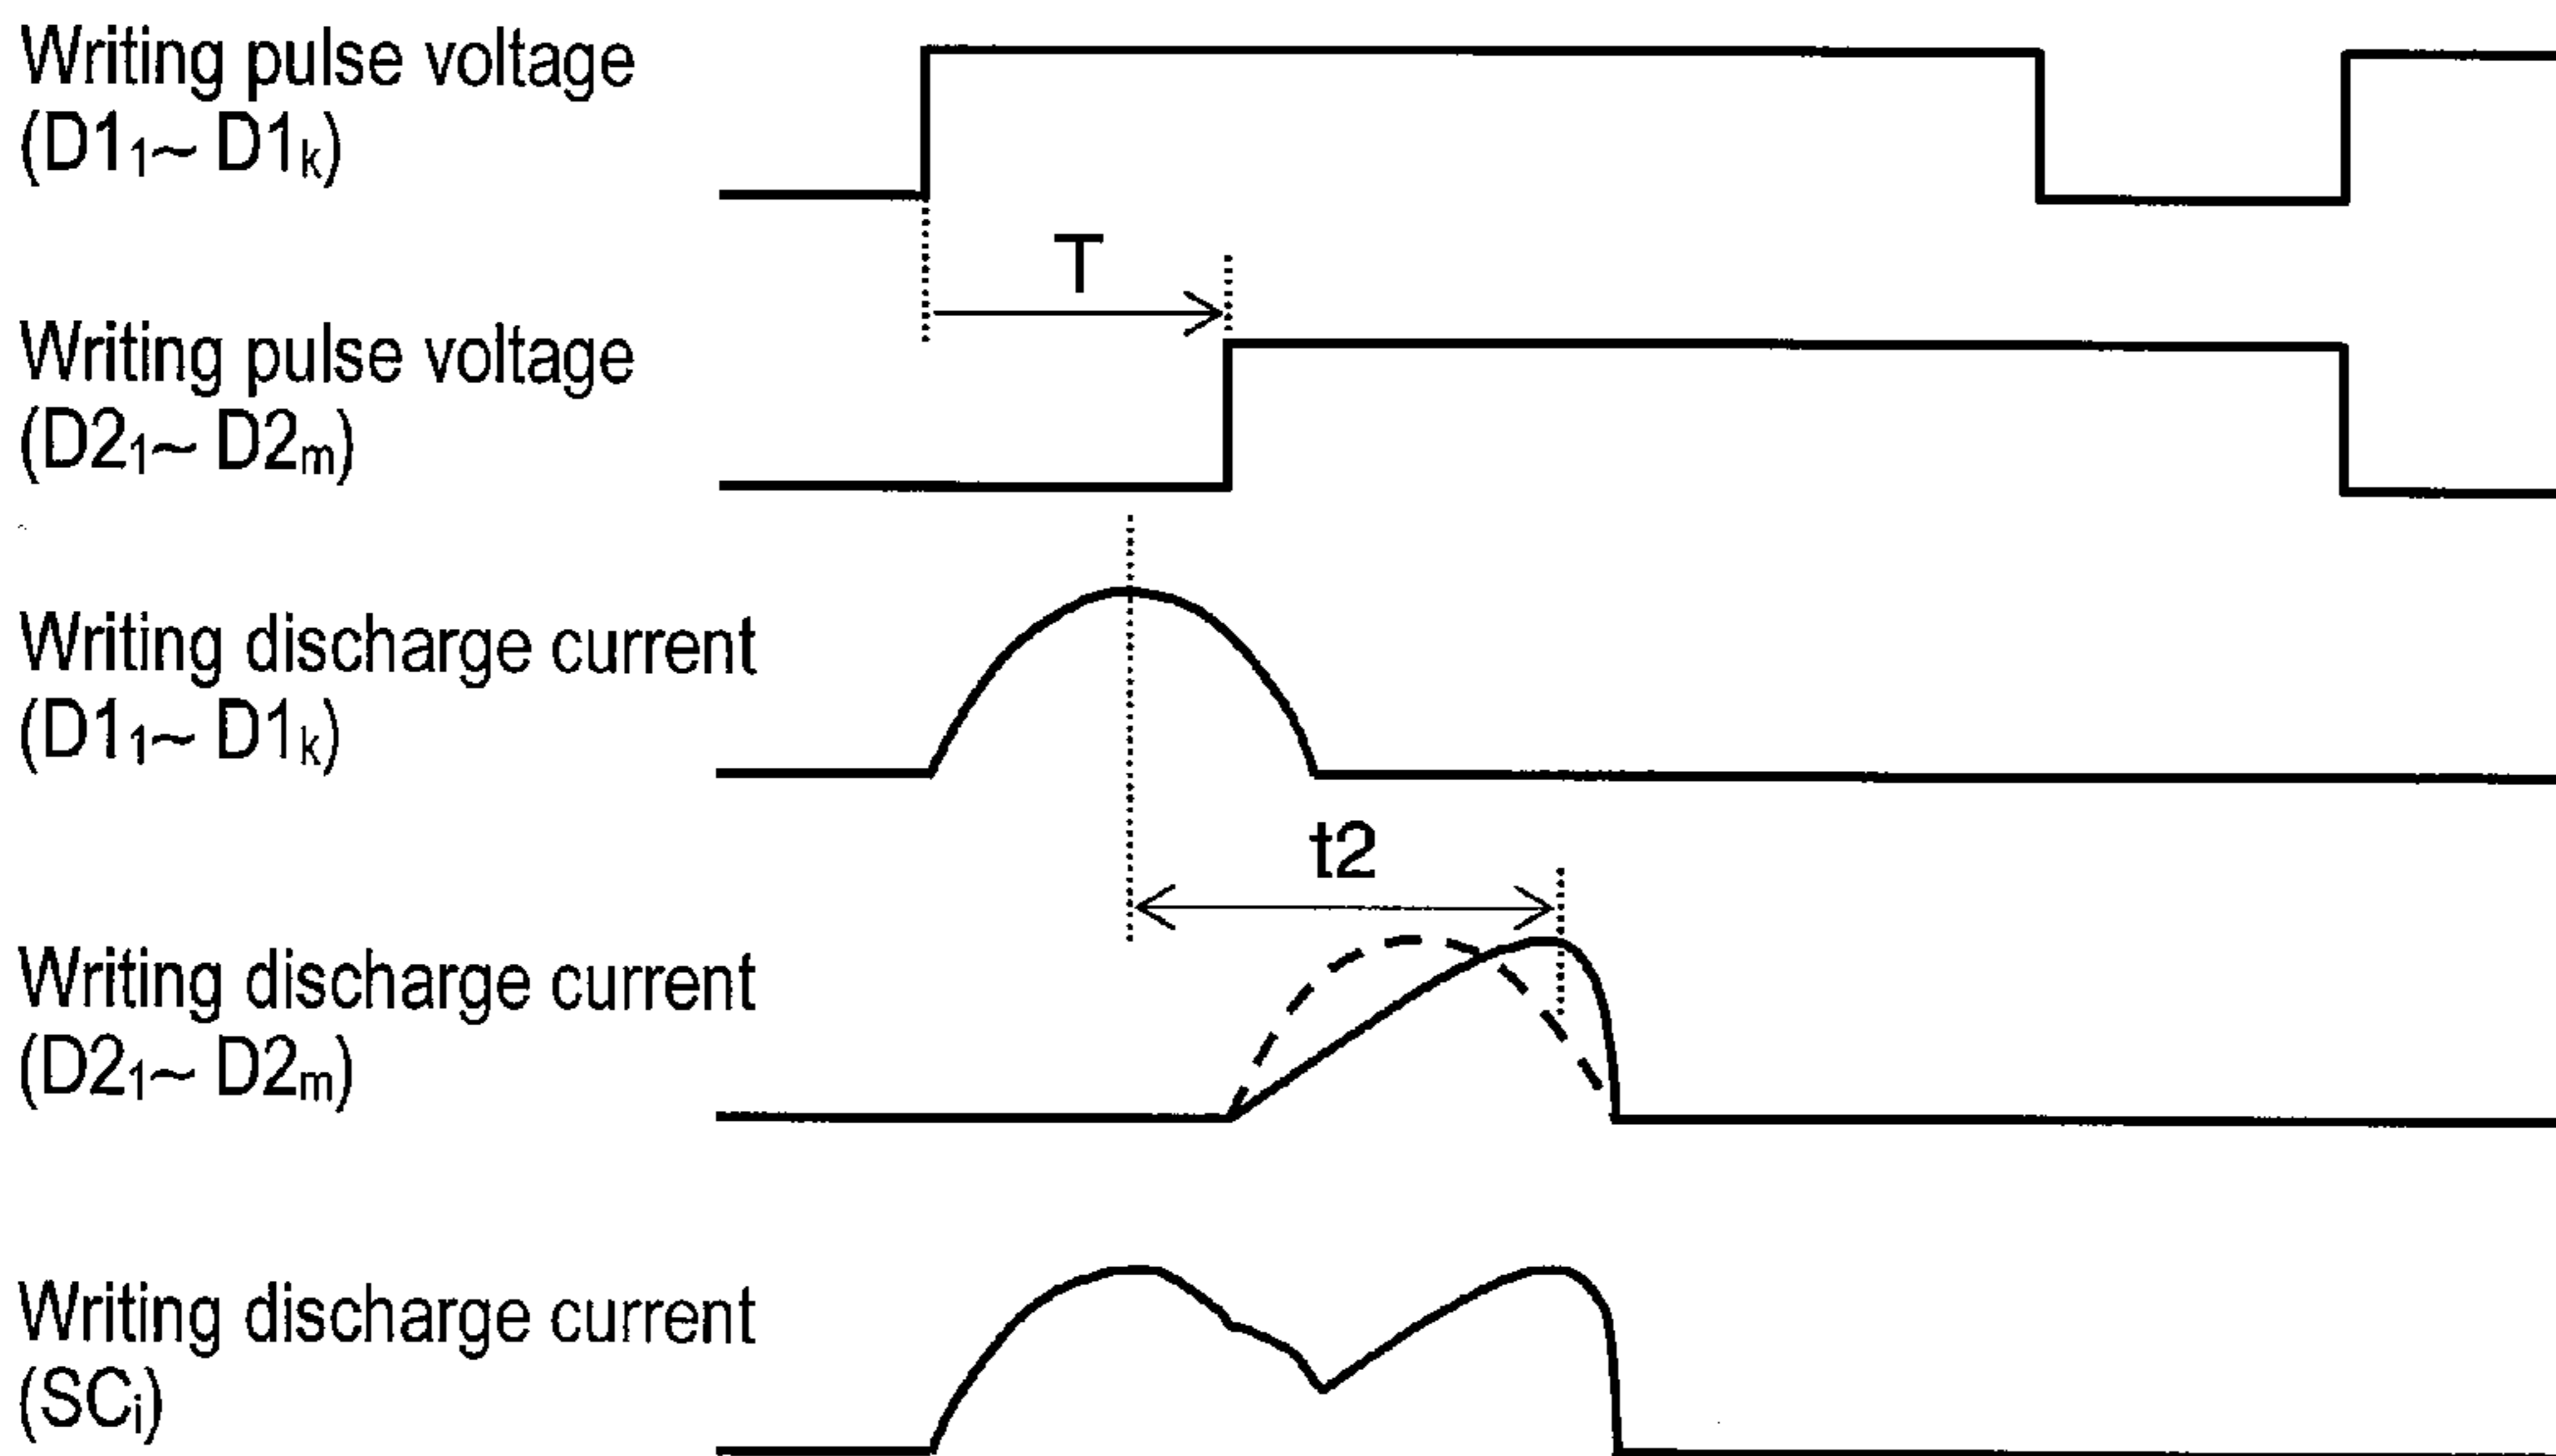 Writing pulse voltage
(D1₁~ D1ₖ)
T
Writing pulse voltage
(D2₁~ D2ₘ)
Writing discharge current
(D1₁~ D1ₖ)
t2
Writing discharge current
(D2₁~ D2ₘ)
Writing discharge current
(SCᵢ)